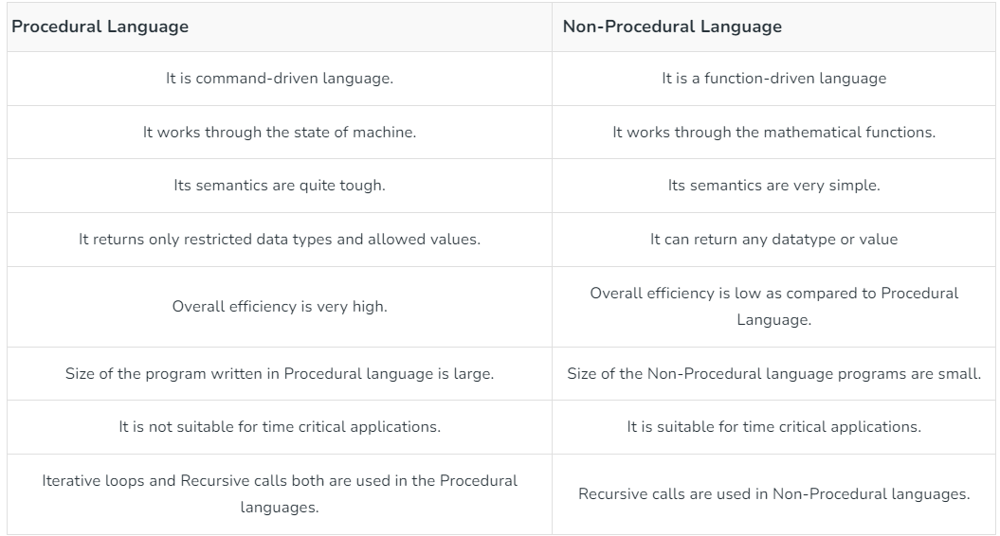 Procedural Language
Non-Procedural Language
It is command-driven language.
It is a function-driven language
It works through the state of machine.
It works through the mathematical functions.
Its semantics are quite tough.
Its semantics are very simple.
It returns only restricted data types and allowed values.
It can return any datatype or value
Overall efficiency is very high.
Overall efficiency is low as compared to Procedural
Language.
Size of the program written in Procedural language is large.
Size of the Non-Procedural language programs are small.
It is not suitable for time critical applications.
It is suitable for time critical applications.
Iterative loops and Recursive calls both are used in the Procedural
languages.
Recursive calls are used in Non-Procedural languages.